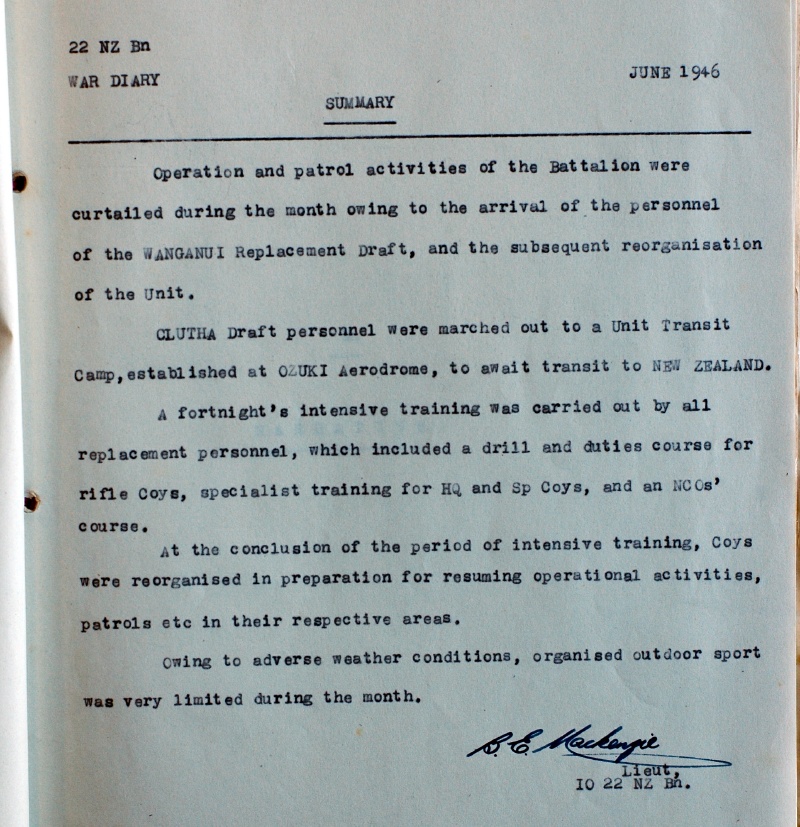 22 NZ Bn
WAR DIARY
JUNE 1946
SUMMARY
Operation and patrol activities of the Battalion were
curtailed during the month owing to the arrival of the personnel
of the WANGANUI Replacement Draft, and the subsequent reorganisation
of the Unit.
CLUTHA Draft personnel were marched out to a Unit Transit
Camp,established at OZUKI Aerodrome, to await transit to NEW ZEALAND.
A fortnight's intensive training was carried out by all
replacement personnel, which included a drill and duties course for
rifle Coys, specialist training for HQ and Sp Coys, and an NCOs'
course.
At the conclusion of the period of intensive training, Coys
were reorganised in preparation for resuming operational activities,
patrols etc in their respective areas.
Owing to adverse weather conditions, organised outdoor sport
was very limited during the month.
B. E. Mackenzie
Lieut,
IO 22 NZ Bn.